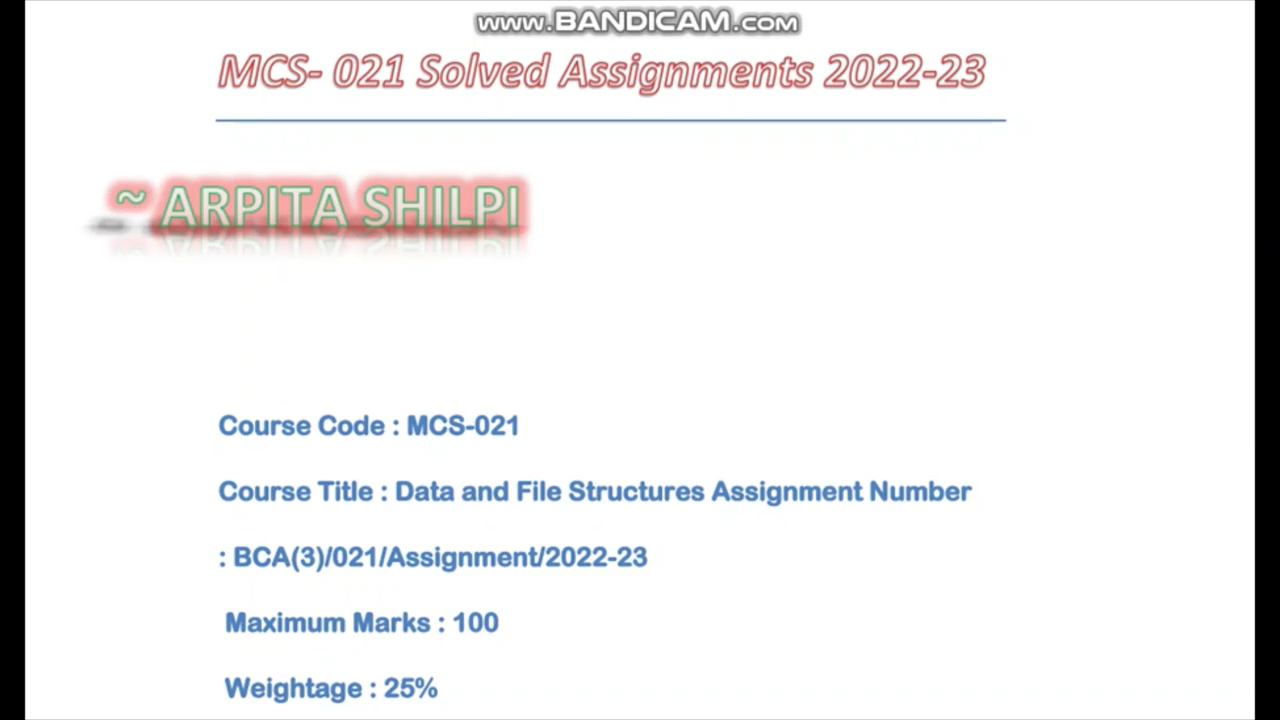 www.BANDICAM.com
MCS- 021 Solved Assignments 2022-23
~ ARPITA SHILPI
Course Code : MCS-021
Course Title : Data and File Structures Assignment Number
: BCA(3)/021/Assignment/2022-23
Maximum Marks : 100
Weightage : 25%